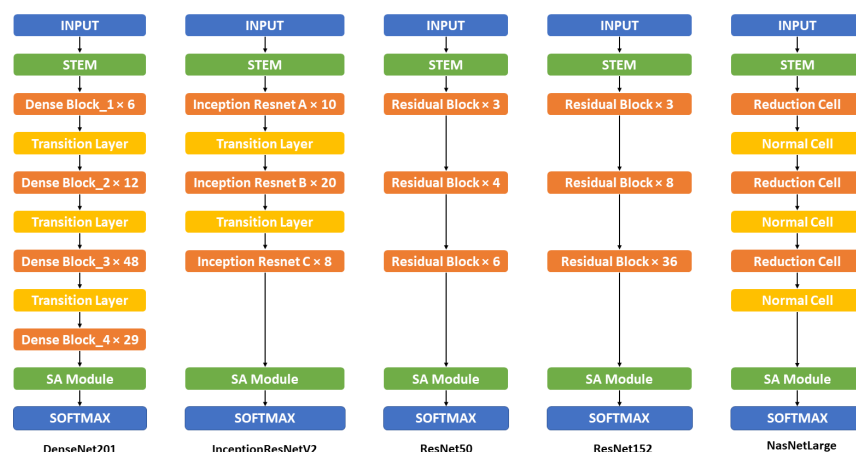 INPUT
STEM
Dense Block_1 × 6
Transition Layer
Dense Block_2 × 12
Transition Layer
Dense Block_3 × 48
Transition Layer
Dense Block_4 × 29
SA Module
SOFTMAX
DenseNet201
INPUT
STEM
Inception Resnet A × 10
Transition Layer
Inception Resnet B × 20
Transition Layer
Inception Resnet C × 8
SA Module
SOFTMAX
InceptionResNetV2
INPUT
STEM
Residual Block × 3
Residual Block × 4
Residual Block × 6
SA Module
SOFTMAX
ResNet50
INPUT
STEM
Residual Block × 3
Residual Block × 8
Residual Block × 36
SA Module
SOFTMAX
ResNet152
INPUT
STEM
Reduction Cell
Normal Cell
Reduction Cell
Normal Cell
Reduction Cell
Normal Cell
SA Module
SOFTMAX
NasNetLarge